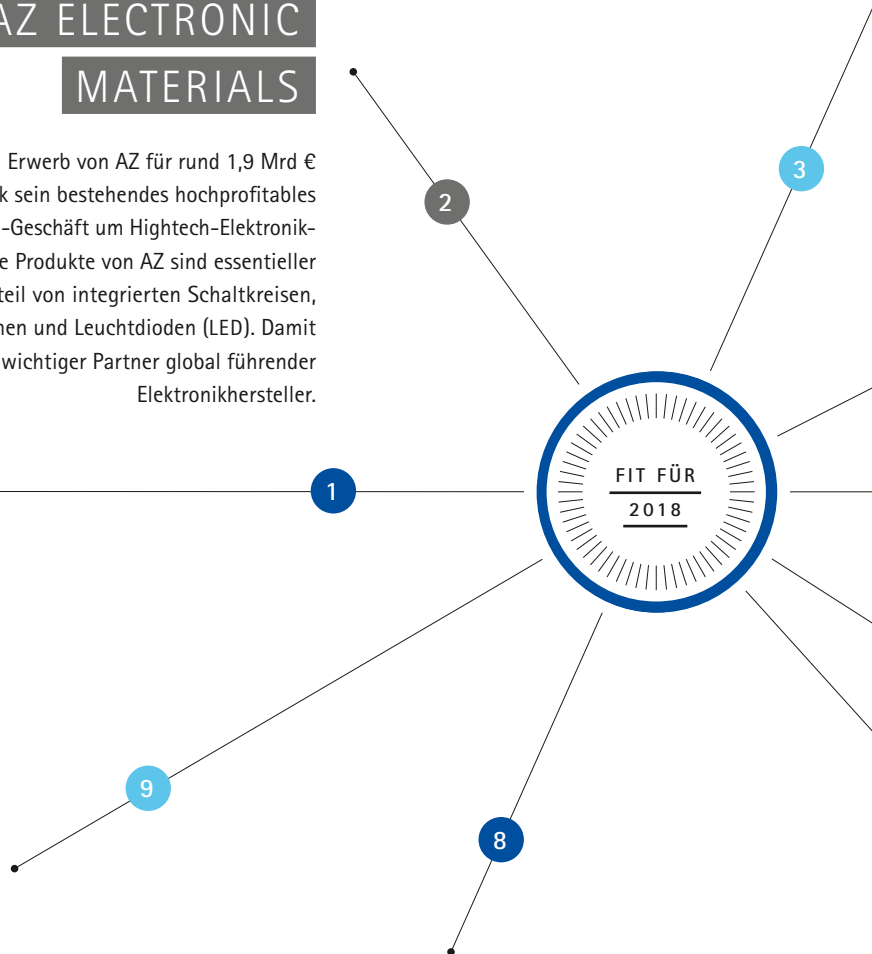 AZ ELECTRONIC
MATERIALS
Erwerb von AZ für rund 1,9 Mrd €
sein bestehendes hochprofitables
-Geschäft um Hightech-Elektronik-
Produkte von AZ sind essentieller
von integrierten Schaltkreisen,
und Leuchtdioden (LED). Damit
wichtiger Partner global führender
Elektronikhersteller.
2
3
FIT FÜR
2018
1
9
8